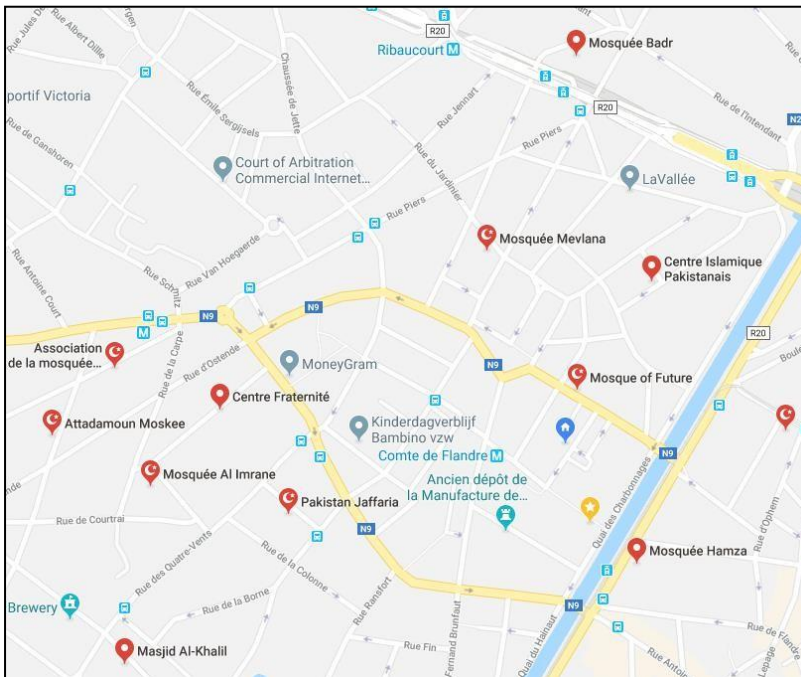 Rue Jules De
Rue Albert Dillie
ergen
Chaussée de Jette
R20
Ribaucourt M
Mosquée Badr
portif Victoria
Rue Émile Sergijsels
Rue Jennart
R20
Rue de l'Intendant
N2
Rue de Ganshoren
Rue Piers
Court of Arbitration
Commercial Internet...
Rue du Jardinier
LaVallée
Rue Piers
Rue Van Hoegaerde
Mosquée Mevlana
Centre Islamique
Pakistanais
Rue Antoine Court
Rue Schmitz
N9
N9
M
R20
Association
de la mosquée...
Rue de la Carpe
Rue d'Ostende
MoneyGram
N9
Boule
Mosque of Future
Centre Fraternité
Attadamoun Moskee
Kinderdagverblijf
Bambino vzw
Comte de Flandre M
N9
Mosquée Al Imrane
Ancien dépôt de
la Manufacture de...
nde
Pakistan Jaffaria
Quai des Charbonnages
Rue d'Ophem
Rue de Courtrai
N9
Mosquée Hamza
Rue des Quatre-Vents
Rue de la Colonne
Brewery
Rue de la Borne
Rue Ransfort
N9
Rue de Flandre
Masjid Al-Khalil
Rue Fin
Fernand Brunfaut
Quai du Hainaut
Rue Antoine
Lepage